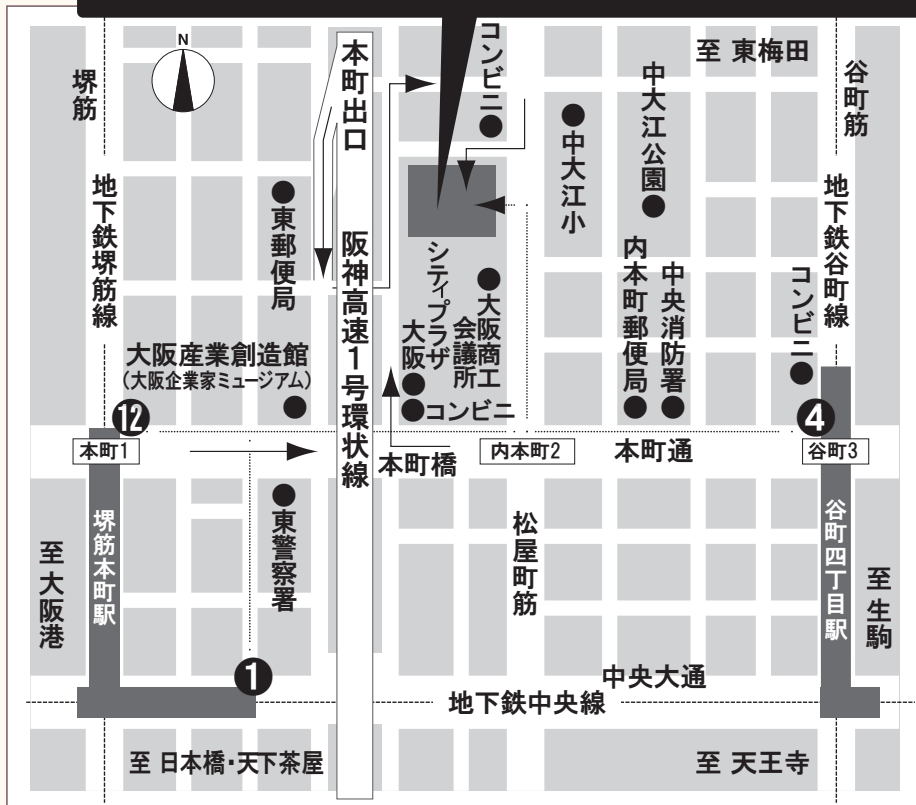 N
堺筋
地下鉄堺筋線
本町出口
コンビニ
至 東梅田
谷町筋
地下鉄谷町線
中大江公園
中大江小
東郵便局
阪神高速1号環状線
シティプラザ
大阪
大阪商工
会議所
内本町郵便局
中央消防署
コンビニ
大阪産業創造館
(大阪企業家ミュージアム)
コンビニ
12
4
本町1
本町橋
内本町2
本町通
谷町3
東警察署
松屋町筋
堺筋本町駅
谷町四丁目駅
至 大阪港
至 生駒
1
中央大通
地下鉄中央線
至 日本橋・天下茶屋
至 天王寺